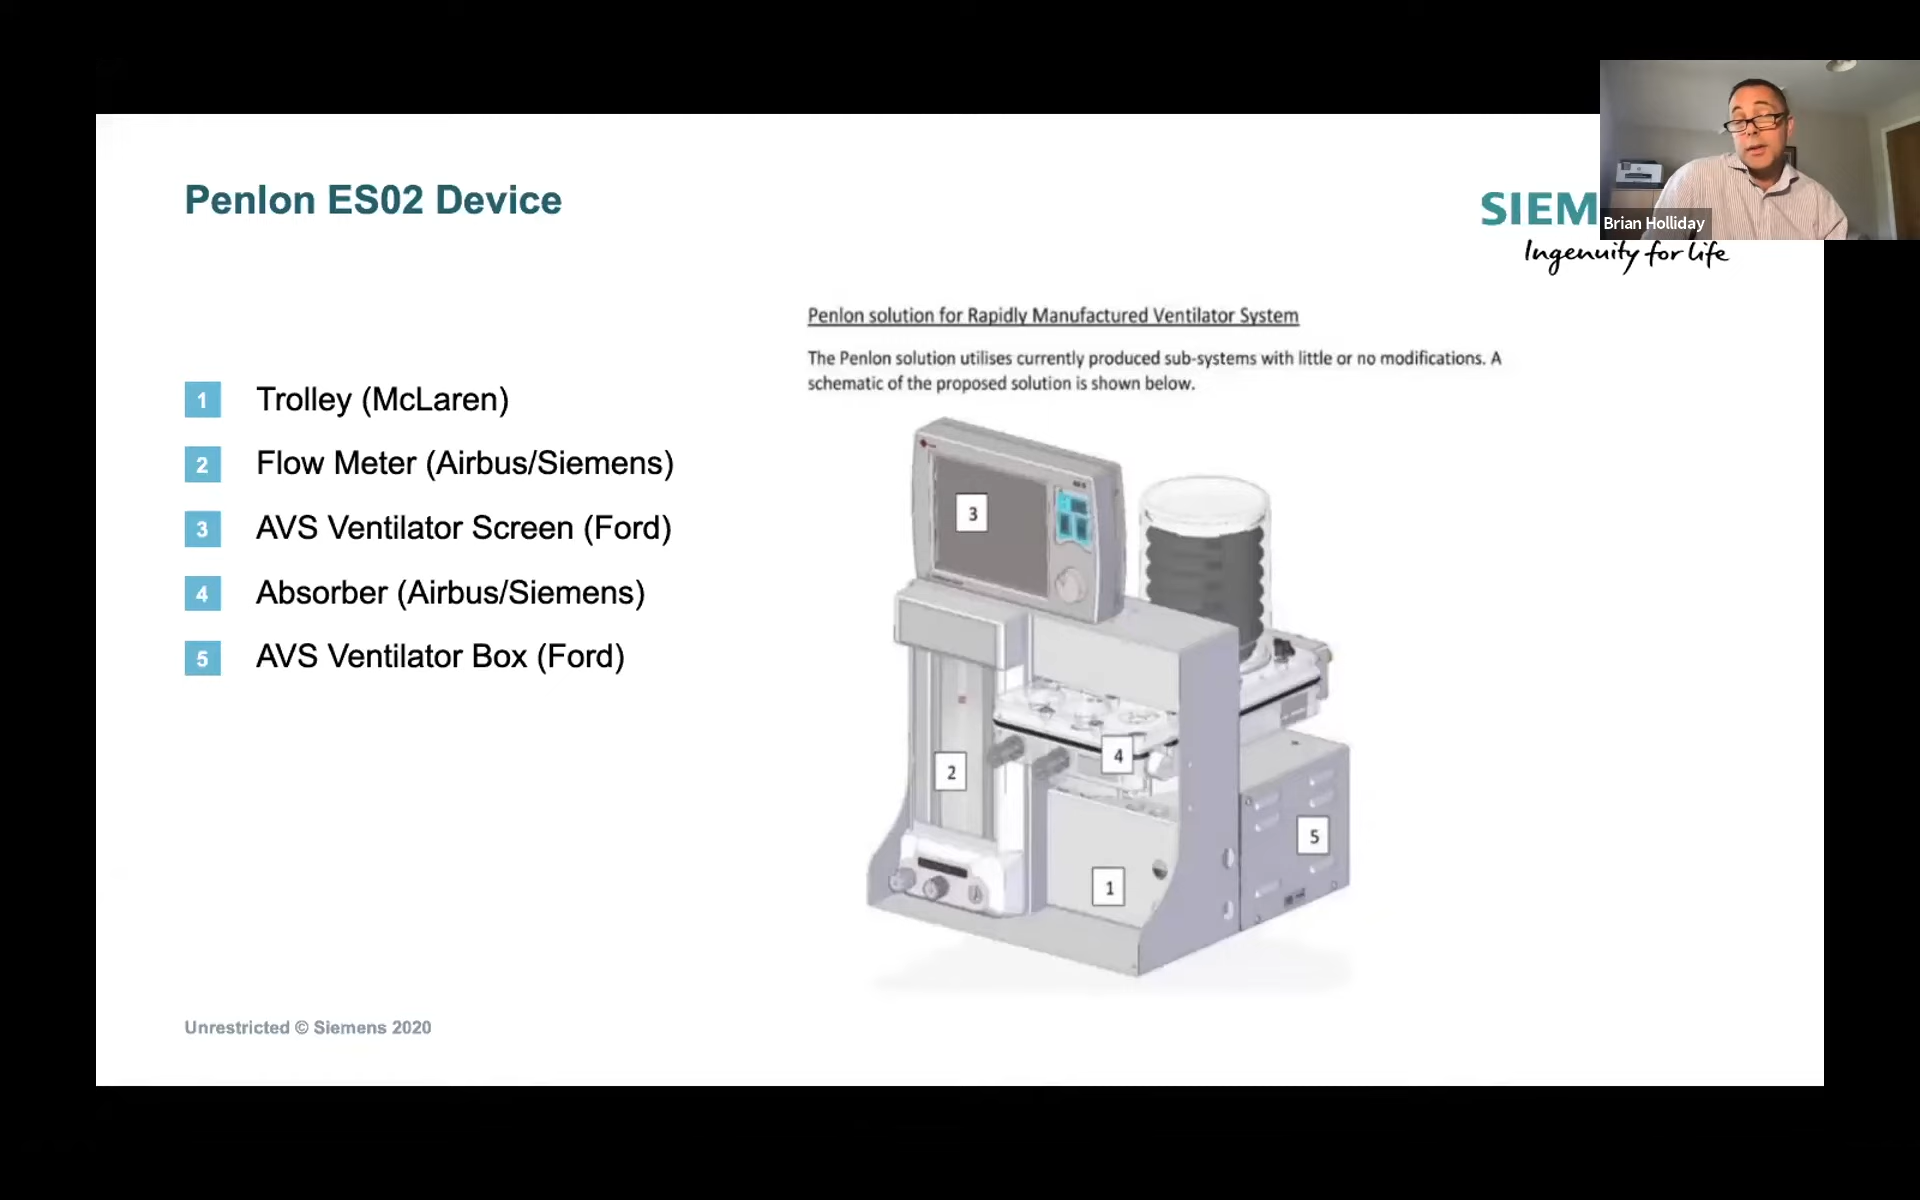 Penlon ES02 Device
SIEM
Brian Holliday
Ingenuity for life
Penlon solution for Rapidly Manufactured Ventilator System
The Penlon solution utilises currently produced sub-systems with little or no modifications. A
schematic of the proposed solution is shown below.
1 Trolley (McLaren)
2 Flow Meter (Airbus/Siemens)
3 AVS Ventilator Screen (Ford)
4 Absorber (Airbus/Siemens)
5 AVS Ventilator Box (Ford)
3
2
4
5
1
Unrestricted © Siemens 2020